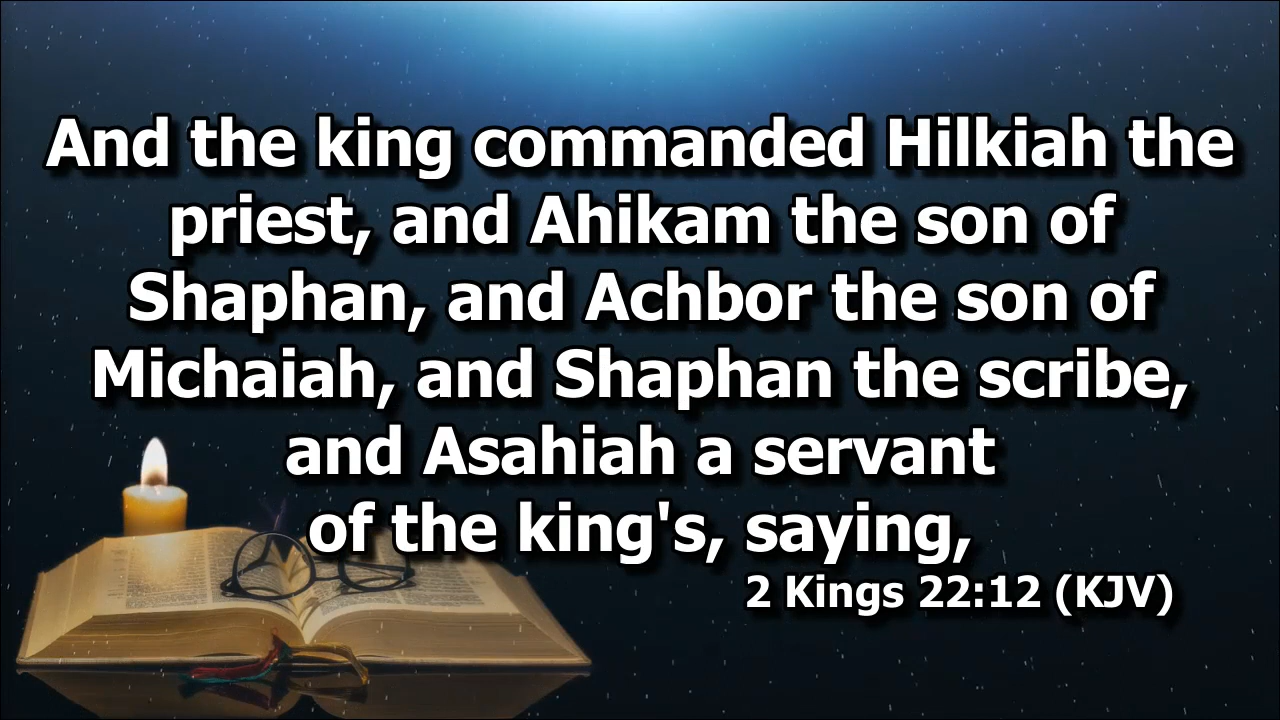 And the king commanded Hilkiah the
priest, and Ahikam the son of
Shaphan, and Achbor the son of
Michaiah, and Shaphan the scribe,
and Asahiah a servant
of the king's, saying,
2 Kings 22:12 (KJV)